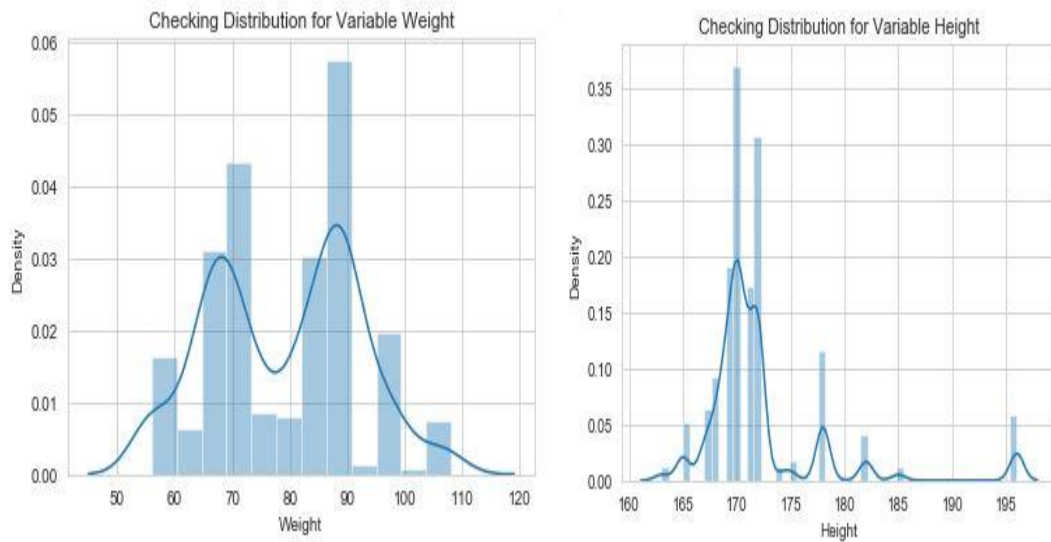 Checking Distribution for Variable Weight
0.06
0.05
0.04
0.03
0.02
0.01
0.00
Density
50 60 70 80 90 100 110 120
Weight
Checking Distribution for Variable Height
0.35
0.30
0.25
0.20
0.15
0.10
0.05
0.00
Density
160 165 170 175 180 185 190 195
Height